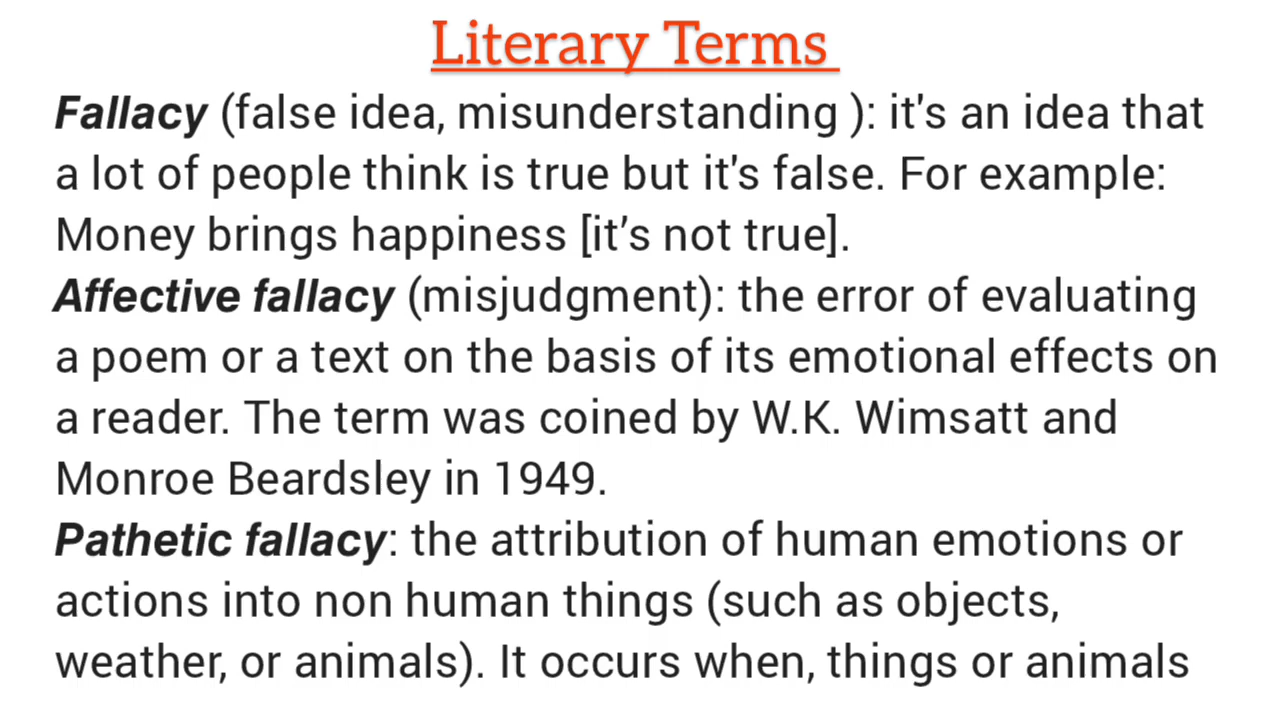 Literary Terms
Fallacy (false idea, misunderstanding ): it's an idea that
a lot of people think is true but it's false. For example:
Money brings happiness [it’s not true].
Affective fallacy (misjudgment): the error of evaluating
a poem or a text on the basis of its emotional effects on
a reader. The term was coined by W.K. Wimsatt and
Monroe Beardsley in 1949.
Pathetic fallacy: the attribution of human emotions or
actions into non human things (such as objects,
weather, or animals). It occurs when, things or animals